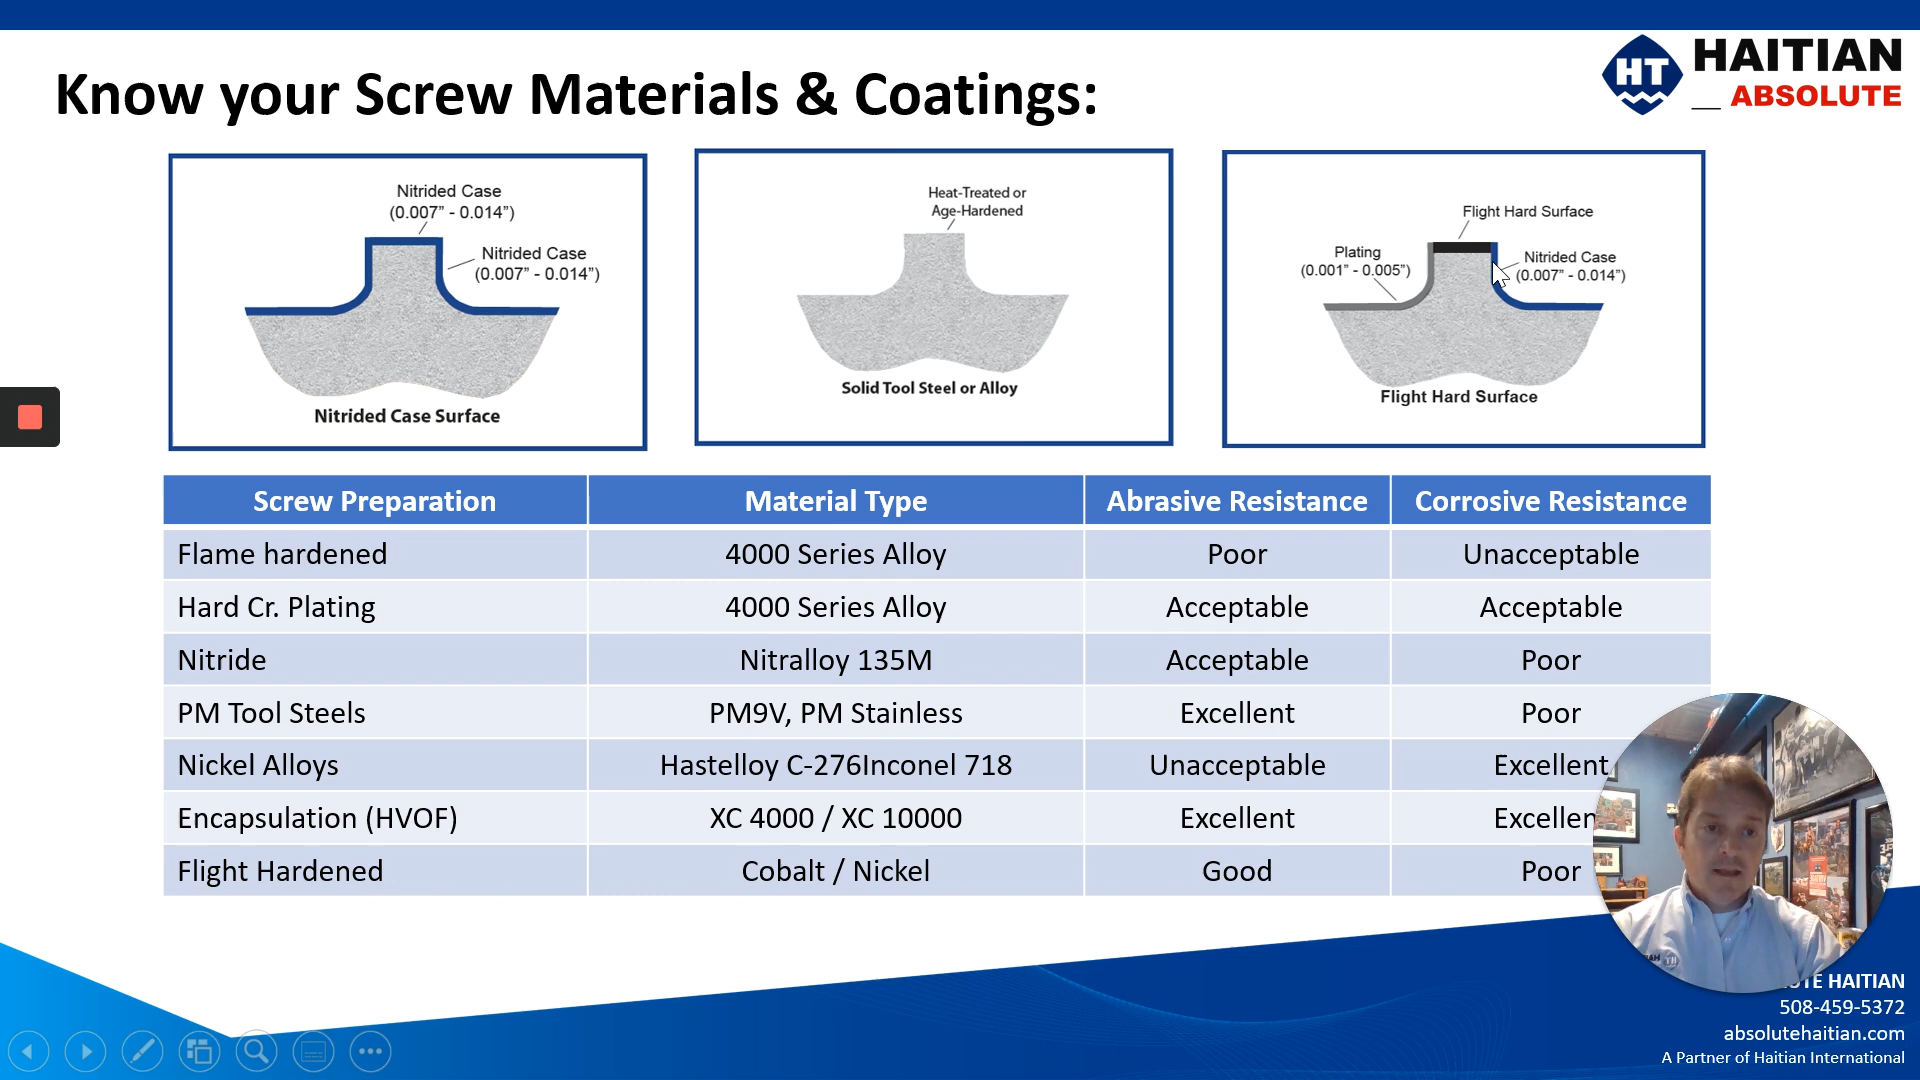 Know your Screw Materials & Coatings:
HT HAITIAN
ABSOLUTE
Nitrided Case
(0.007” - 0.014”)
Nitrided Case
(0.007” - 0.014”)
Nitrided Case Surface
Heat-Treated or
Age-Hardened
Solid Tool Steel or Alloy
Flight Hard Surface
Plating
(0.001” - 0.005”)
Nitrided Case
(0.007” - 0.014”)
Flight Hard Surface
Screw Preparation Material Type Abrasive Resistance Corrosive Resistance
Flame hardened 4000 Series Alloy Poor Unacceptable
Hard Cr. Plating 4000 Series Alloy Acceptable Acceptable
Nitride Nitralloy 135M Acceptable Poor
PM Tool Steels PM9V, PM Stainless Excellent Poor
Nickel Alloys Hastelloy C-276Inconel 718 Unacceptable Excellent
Encapsulation (HVOF) XC 4000 / XC 10000 Excellent Excellen
Flight Hardened Cobalt / Nickel Good Poor
HAITIAN
508-459-5372
absolutehaitian.com
A Partner of Haitian International